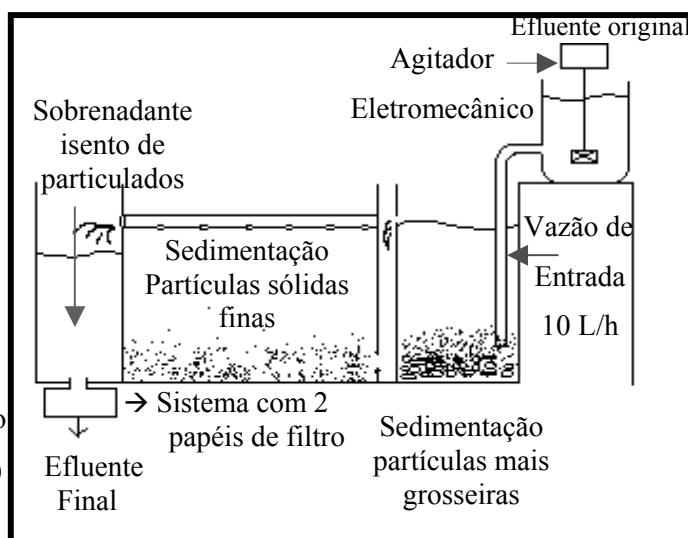 Efluente original
Agitador
Eletromecânico
Sobrenadante
isento de
particulados
Sedimentação
Partículas sólidas
finas
Vazão de
Entrada
10 L/h
→ Sistema com 2
papéis de filtro
Efluente
Final
Sedimentação
partículas mais
grosseiras